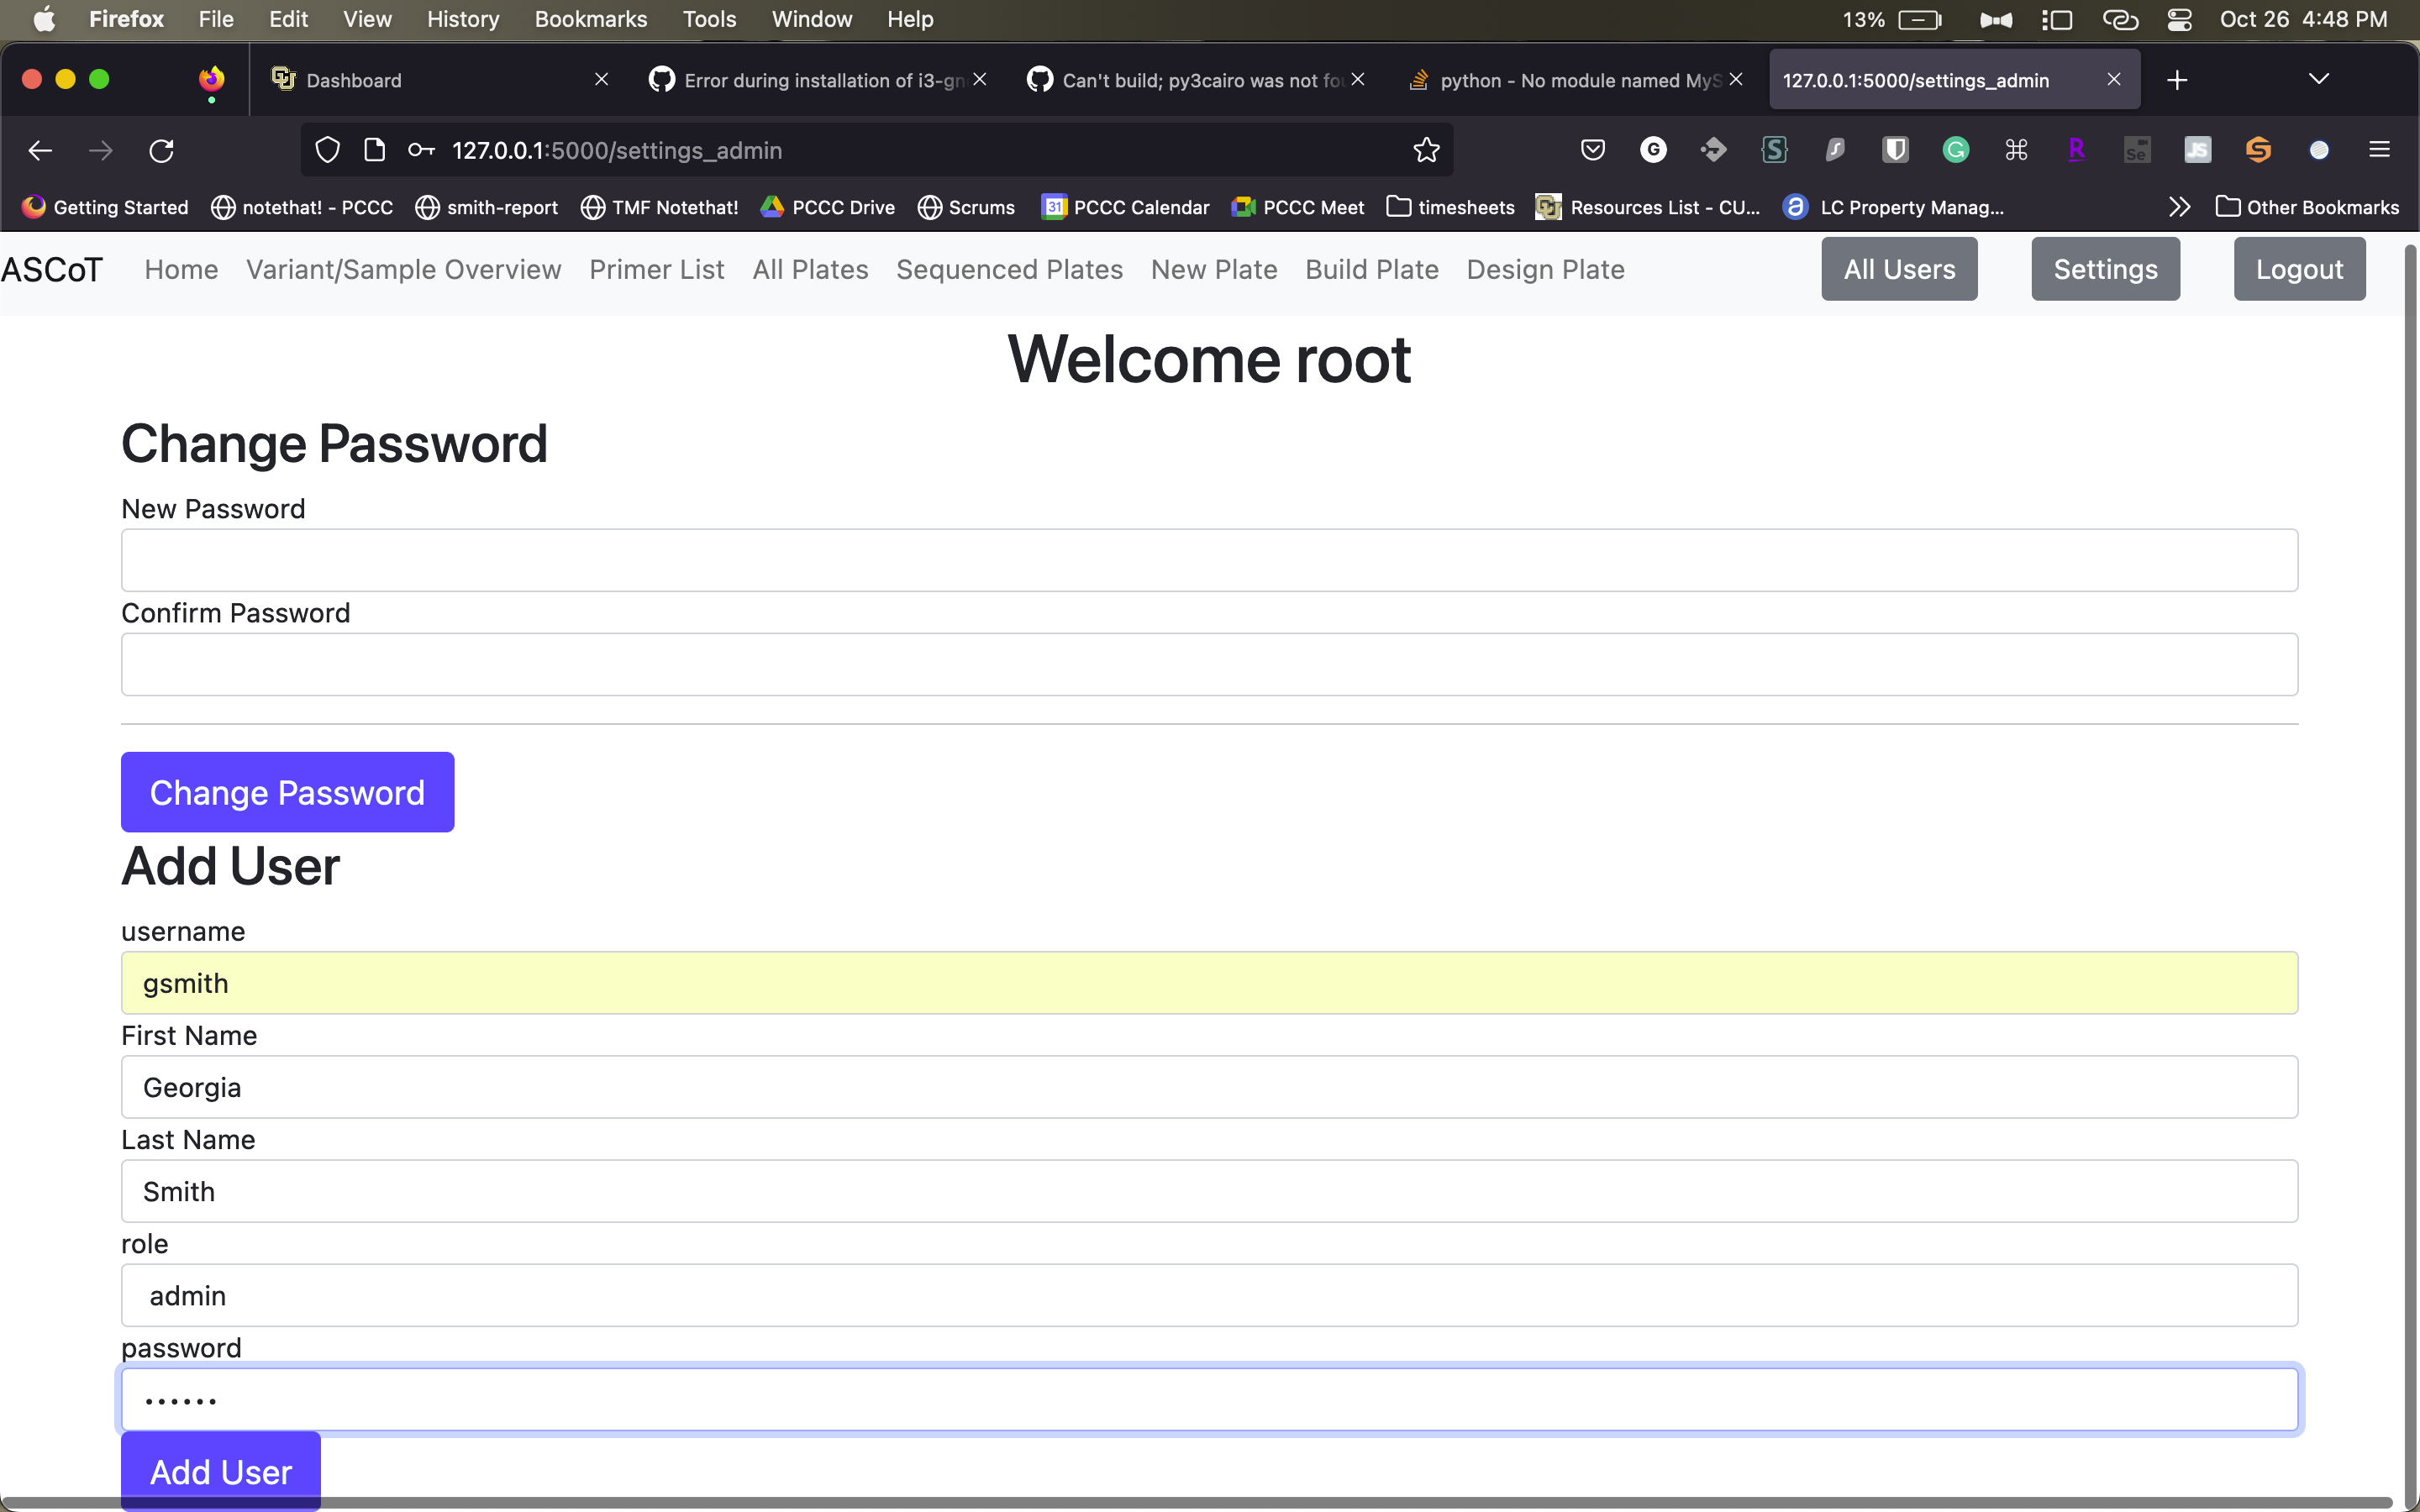 Firefox File Edit View History Bookmarks Tools Window Help 13% Oct 26 4:48 PM
Dashboard Error during installation of i3-gn Can't build; py3cairo was not fou python - No module named MyS 127.0.0.1:5000/settings_admin
127.0.0.1:5000/settings_admin G S Se JS R
Getting Started notethat! - PCCC smith-report TMF Notethat! PCCC Drive Scrums 31 PCCC Calendar PCCC Meet timesheets Resources List - CU... a LC Property Manag... Other Bookmarks
ASCoT Home Variant/Sample Overview Primer List All Plates Sequenced Plates New Plate Build Plate Design Plate All Users Settings Logout
Welcome root
Change Password
New Password
Confirm Password
Change Password
Add User
username
gsmith
First Name
Georgia
Last Name
Smith
role
admin
password
••••••
Add User